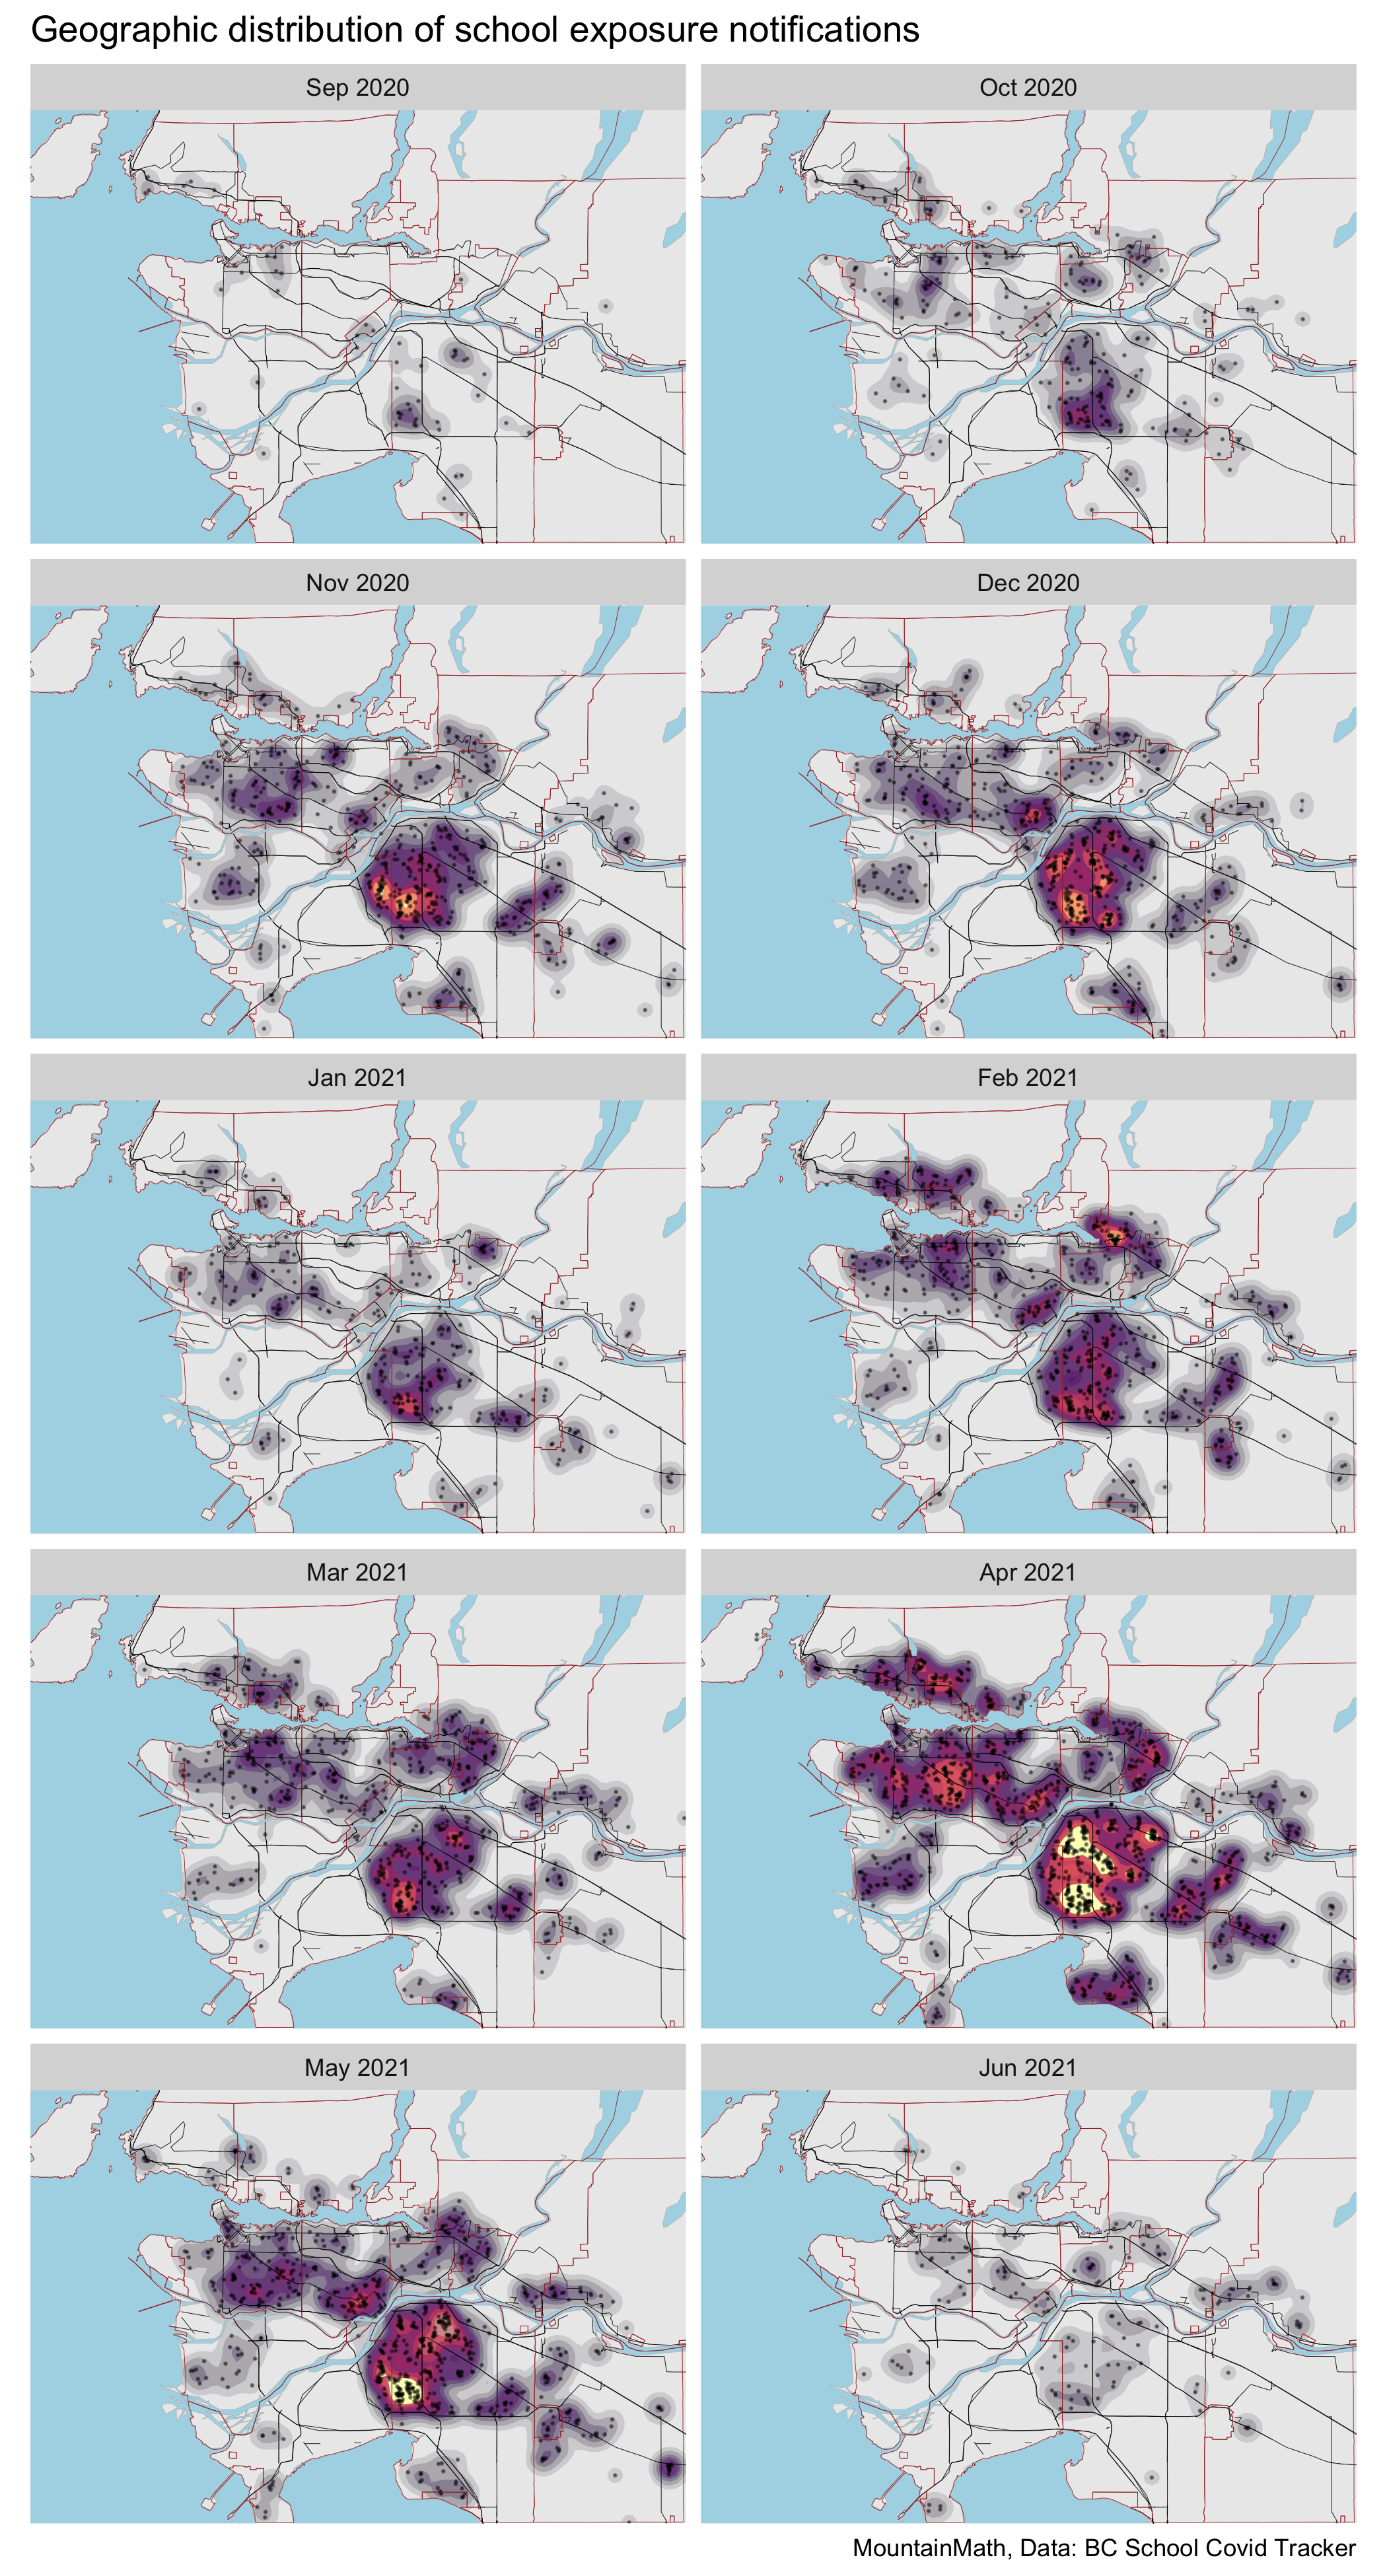 Geographic distribution of school exposure notifications
Sep 2020
Oct 2020
Nov 2020
Dec 2020
Jan 2021
Feb 2021
Mar 2021
Apr 2021
May 2021
Jun 2021
MountainMath, Data: BC School Covid Tracker